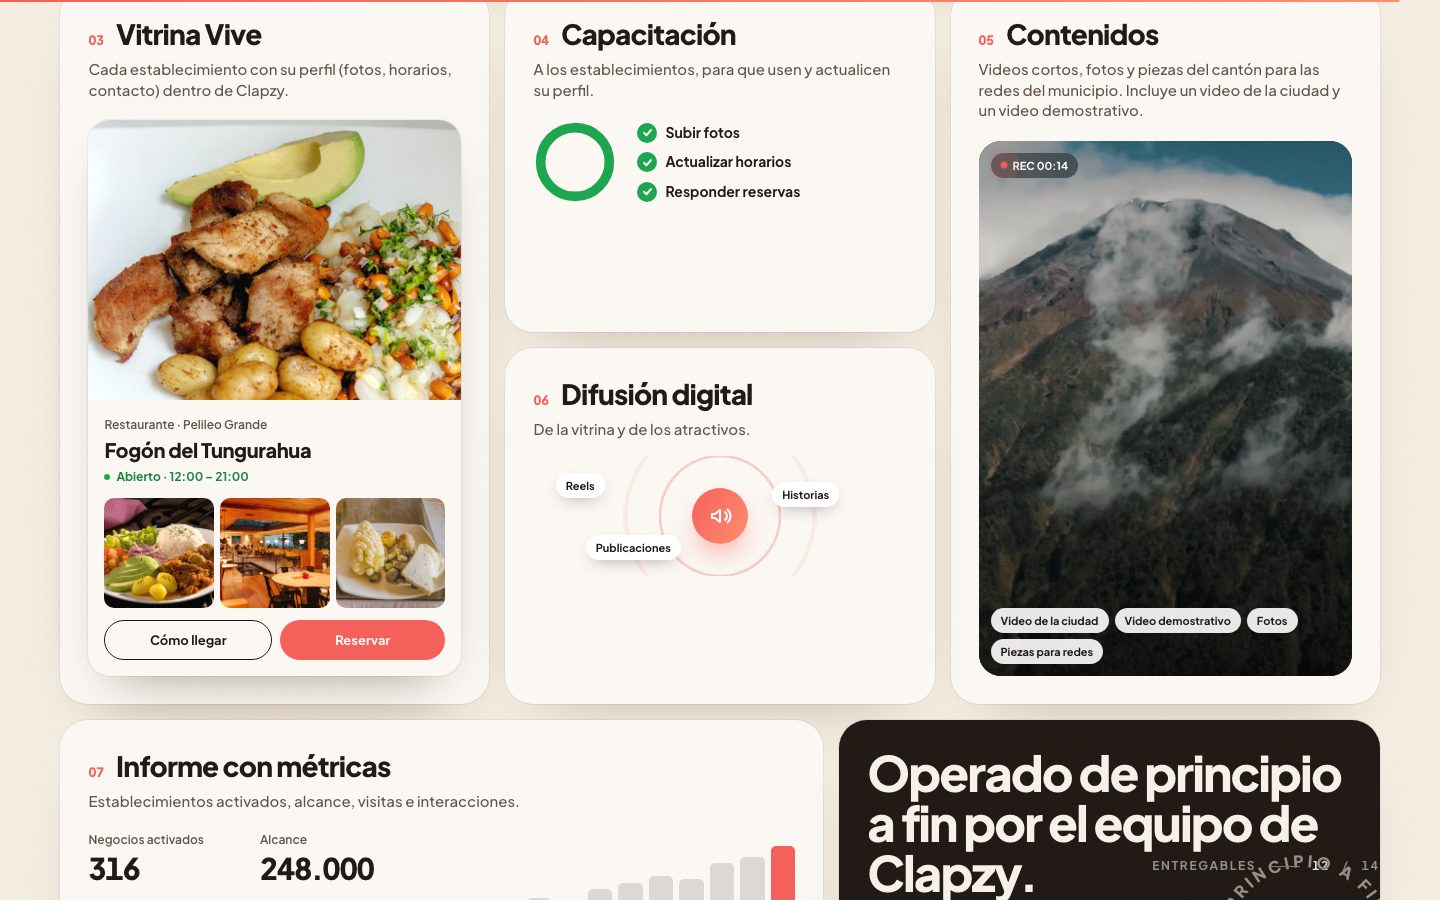 03 Vitrina Vive
Cada establecimiento con su perfil (fotos, horarios,
contacto) dentro de Clapzy.
Restaurante · Pelileo Grande
Fogón del Tungurahua
Abierto · 12:00 – 21:00
Cómo llegar
Reservar
04 Capacitación
A los establecimientos, para que usen y actualicen
su perfil.
Subir fotos
Actualizar horarios
Responder reservas
05 Contenidos
Videos cortos, fotos y piezas del cantón para las
redes del municipio. Incluye un video de la ciudad y
un video demostrativo.
REC 00:14
Video de la ciudad
Video demostrativo
Fotos
Piezas para redes
06 Difusión digital
De la vitrina y de los atractivos.
Reels
Historias
Publicaciones
07 Informe con métricas
Establecimientos activados, alcance, visitas e interacciones.
Negocios activados
316
Alcance
248.000
Operado de principio
a fin por el equipo de
Clapzy.
ENTREGABLES 12 14
PRINCIPIO A FI